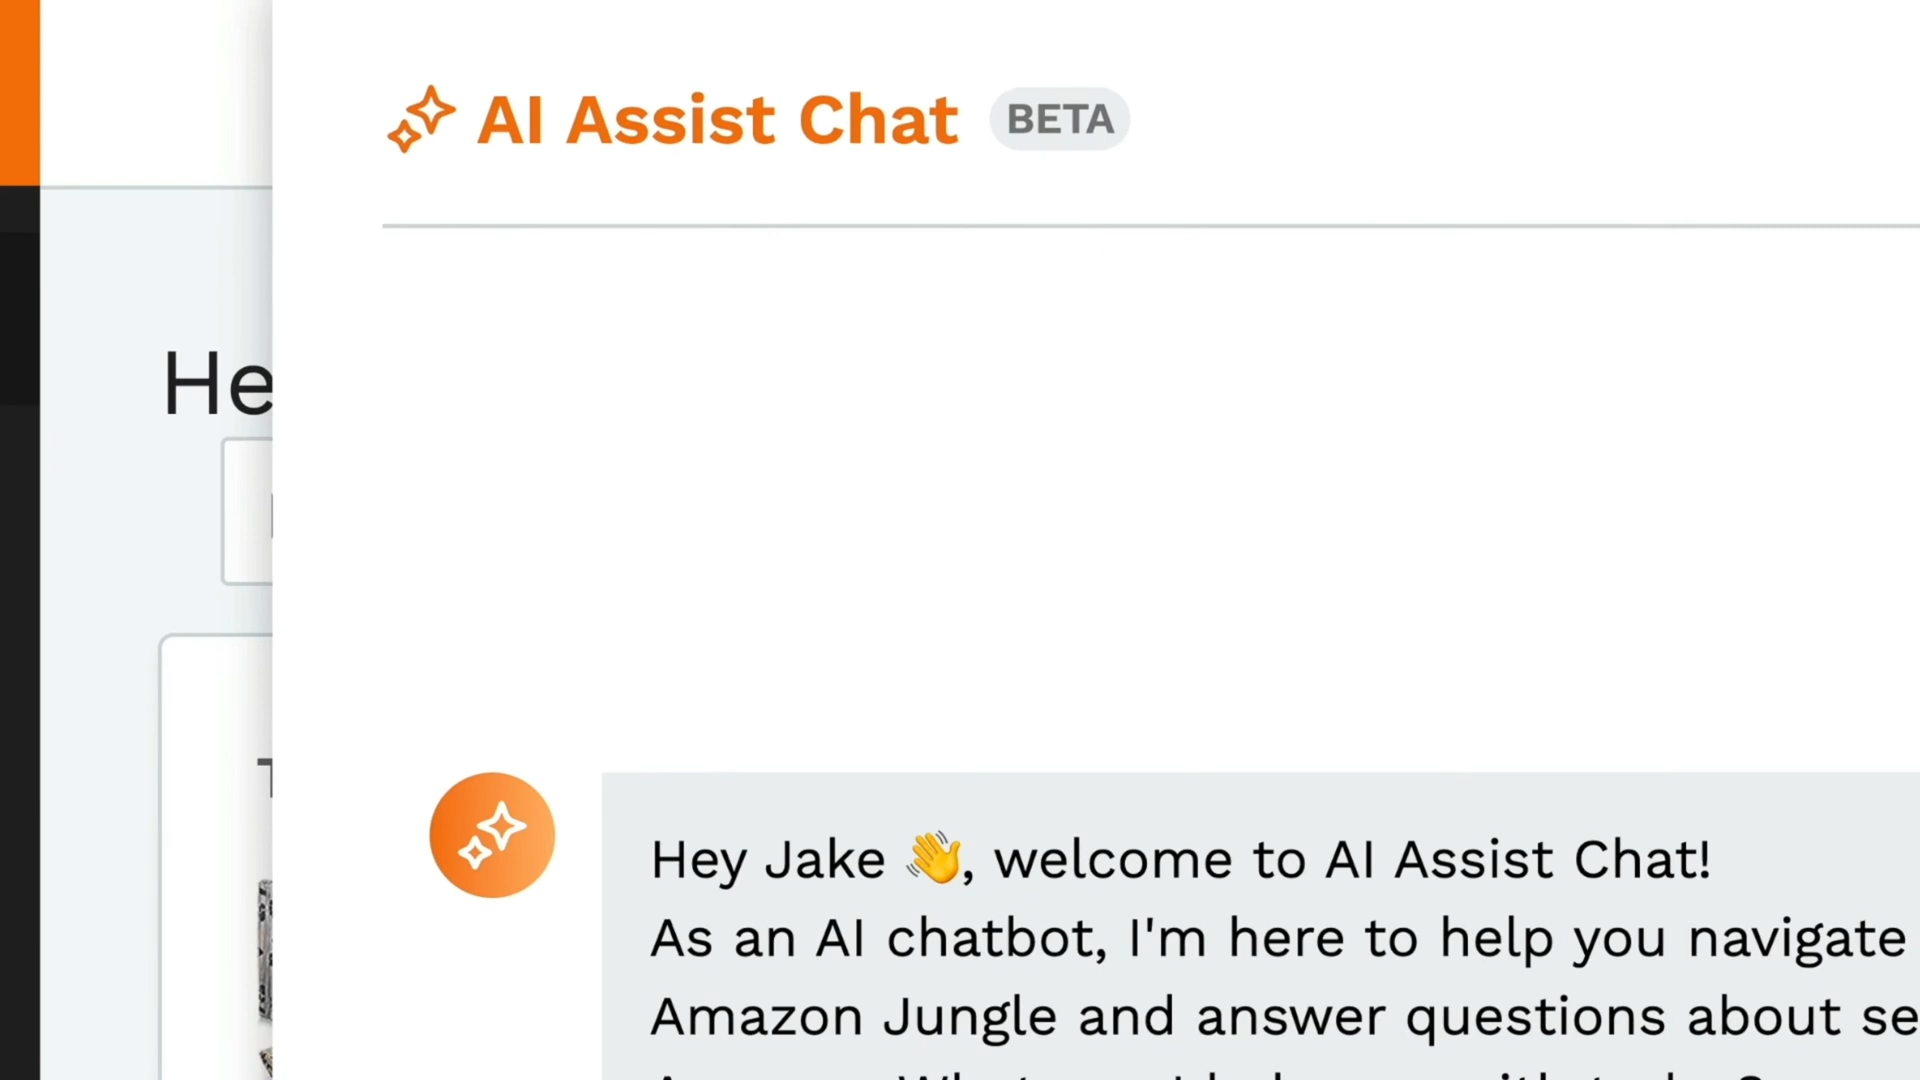 AI Assist Chat BETA
He
Hey Jake 👋, welcome to AI Assist Chat!
As an AI chatbot, I'm here to help you navigate
Amazon Jungle and answer questions about se